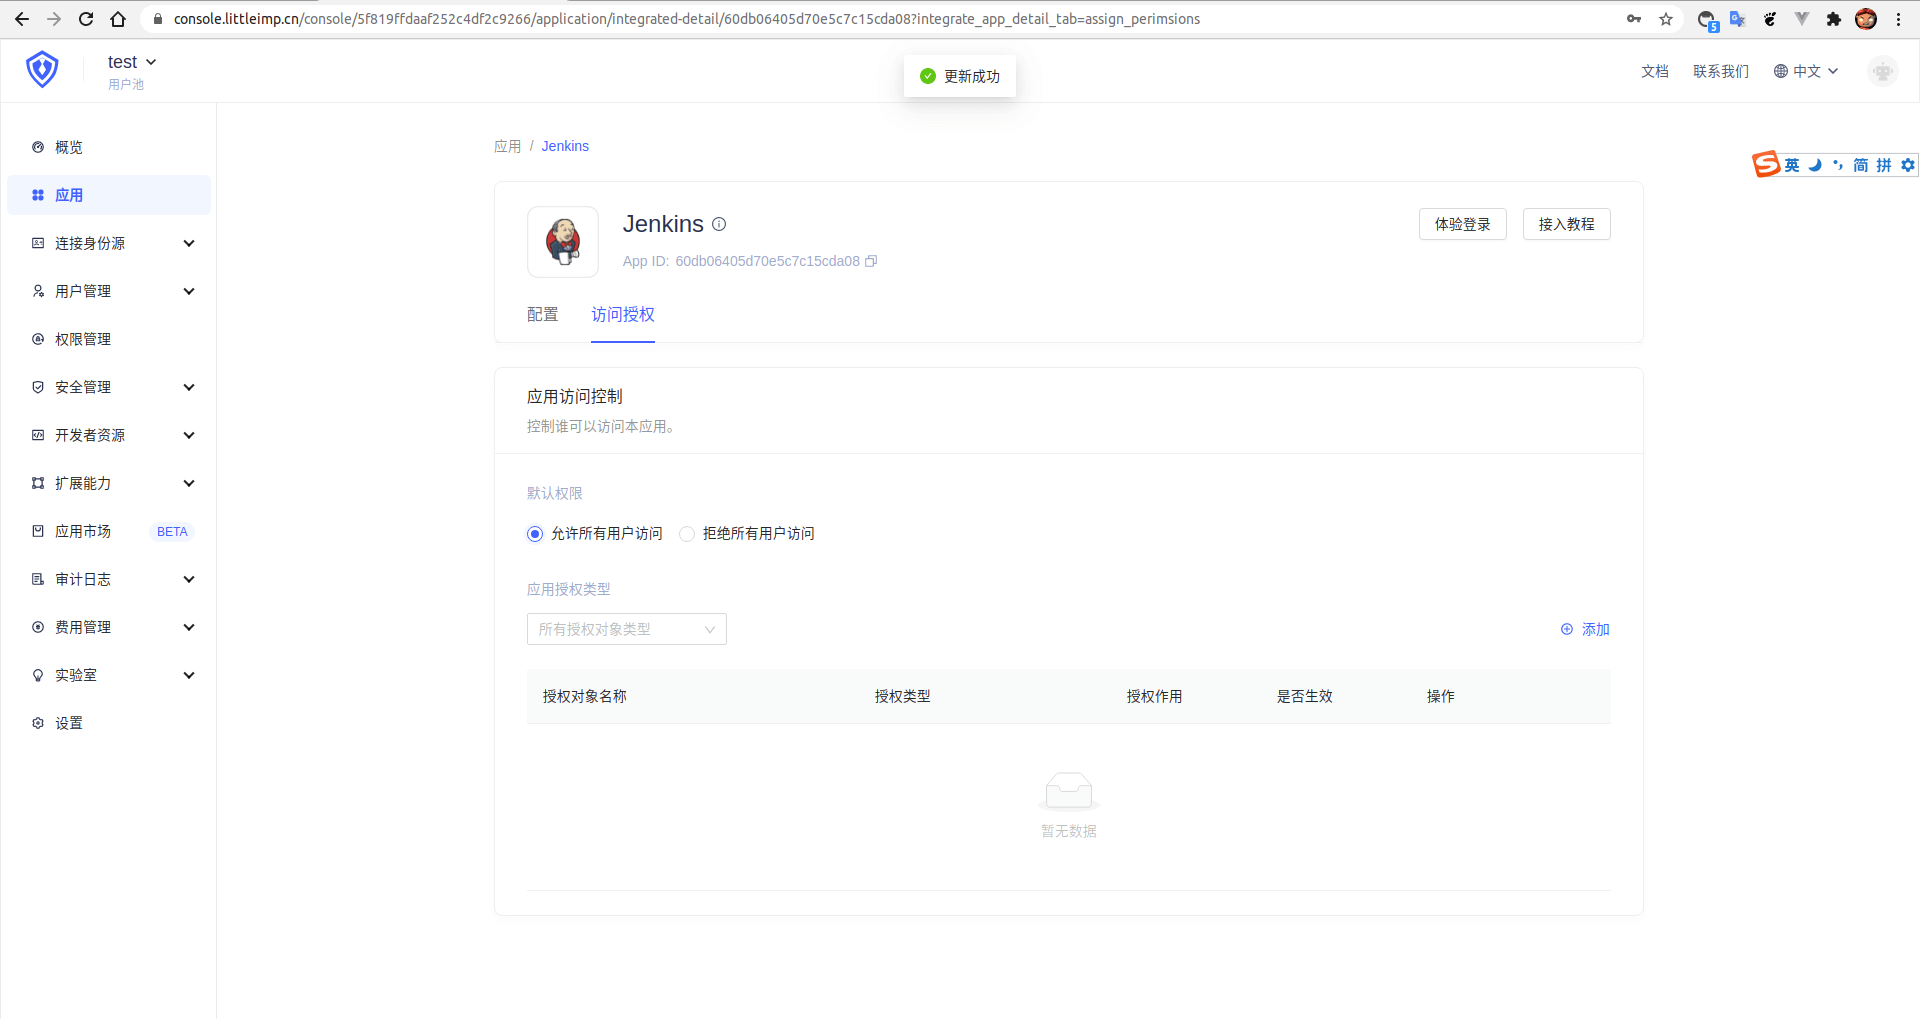 console.littleimp.cn/console/5f819ffdaaf252c4df2c9266/application/integrated-detail/60db06405d70e5c7c15cda08?integrate_app_detail_tab=assign_perimsions
5
test
用户池
更新成功
文档
联系我们
中文
概览
应用
连接身份源
用户管理
权限管理
安全管理
开发者资源
扩展能力
应用市场 BETA
审计日志
费用管理
实验室
设置
应用 / Jenkins
英 简 拼
Jenkins
体验登录
接入教程
App ID: 60db06405d70e5c7c15cda08
配置
访问授权
应用访问控制
控制谁可以访问本应用。
默认权限
允许所有用户访问
拒绝所有用户访问
应用授权类型
所有授权对象类型
添加
授权对象名称 授权类型 授权作用 是否生效 操作
暂无数据